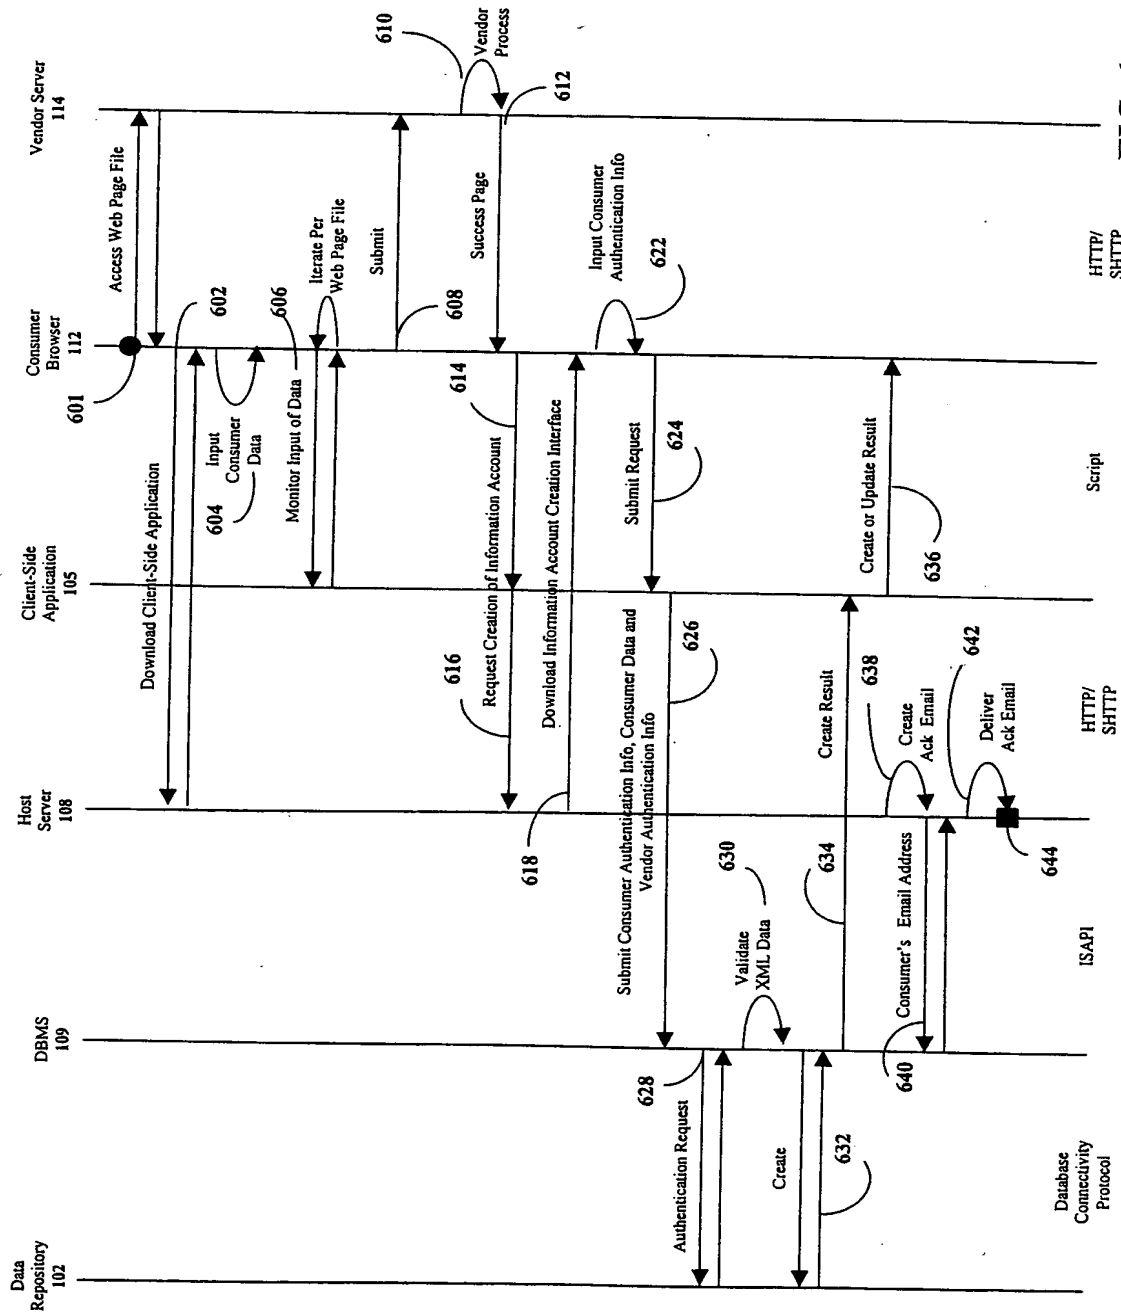 Data
Repository
102
DBMS
109
Host
Server
108
Client-Side
Application
105
Consumer
Browser
112
Vendor Server
114
601
Access Web Page File
602
Download Client-Side Application
604
Input
Consumer
Data
606
Monitor Input of Data
Iterate Per
Web Page File
608
Submit
610
Vendor
Process
612
Success Page
614
616
Request Creation of Information Account
618
Download Information Account Creation Interface
Input Consumer
Authentication Info
622
624
Submit Request
626
Submit Consumer Authentication Info, Consumer Data and
Vendor Authentication Info
628
Authentication Request
630
Validate
XML Data
Create
632
634
Create Result
636
Create or Update Result
638
Create
Ack Email
640
Consumer's Email Address
642
Deliver
Ack Email
644
Database
Connectivity
Protocol
ISAPI
HTTP/
SHTTP
Script
HTTP/
SHTTP